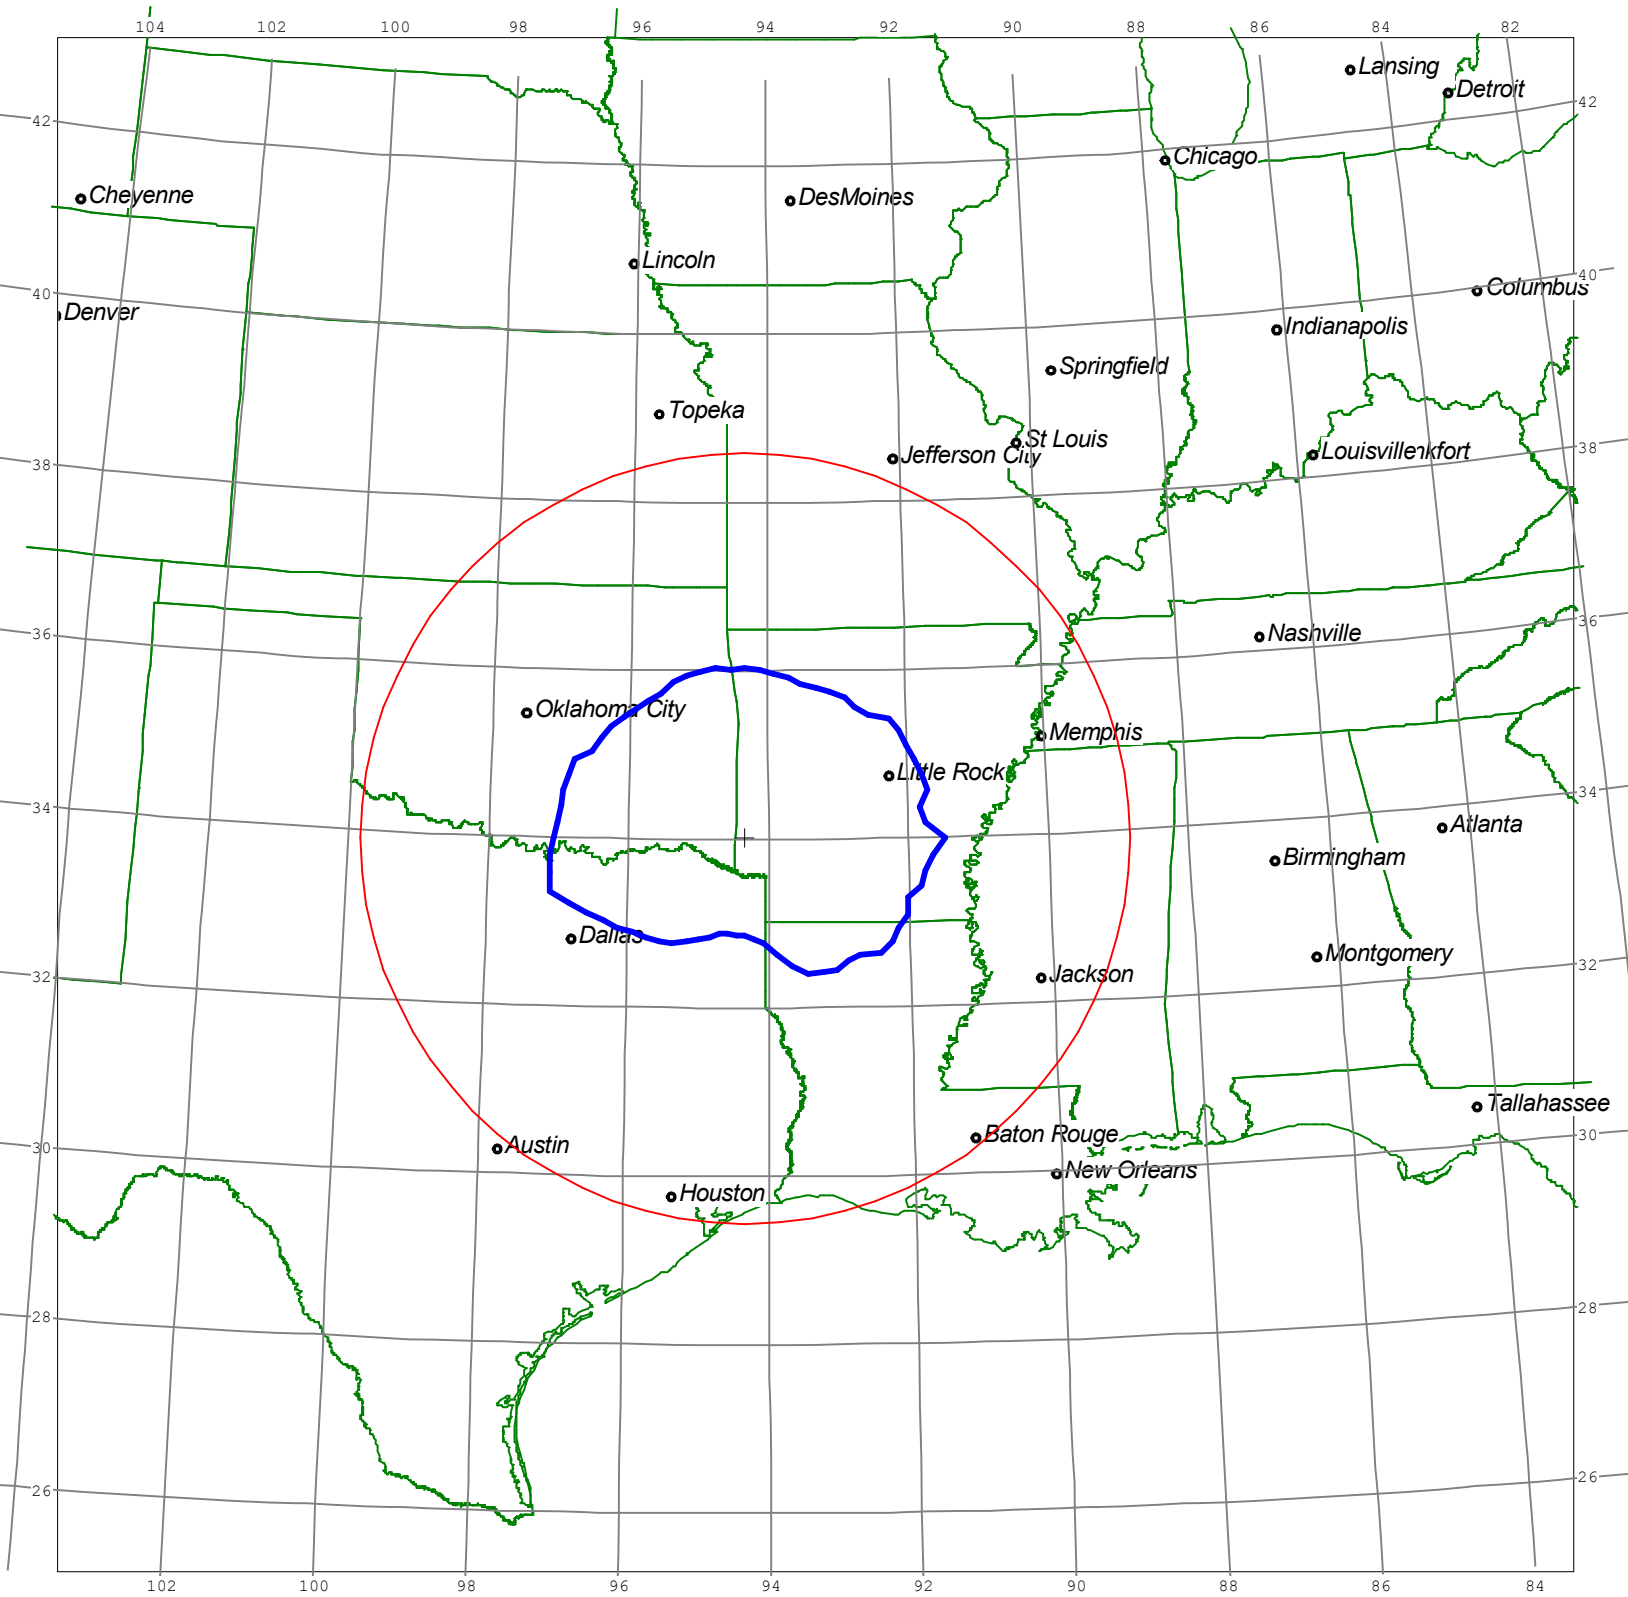 104 102 100 98 96 94 92 90 88 86 84 82
Lansing
Detroit
42 42
Chicago
Cheyenne
DesMoines
Lincoln
40 40
Columbus
Denver
Indianapolis
Springfield
Topeka
St Louis
Jefferson City
Louisvillenkfort
38 38
36 36
Nashville
Oklahoma City
Memphis
Little Rock
34 34
Atlanta
Birmingham
Dallas
Montgomery
32 32
Jackson
Tallahassee
Baton Rouge
30 30
Austin
New Orleans
Houston
28 28
26 26
102 100 98 96 94 92 90 88 86 84